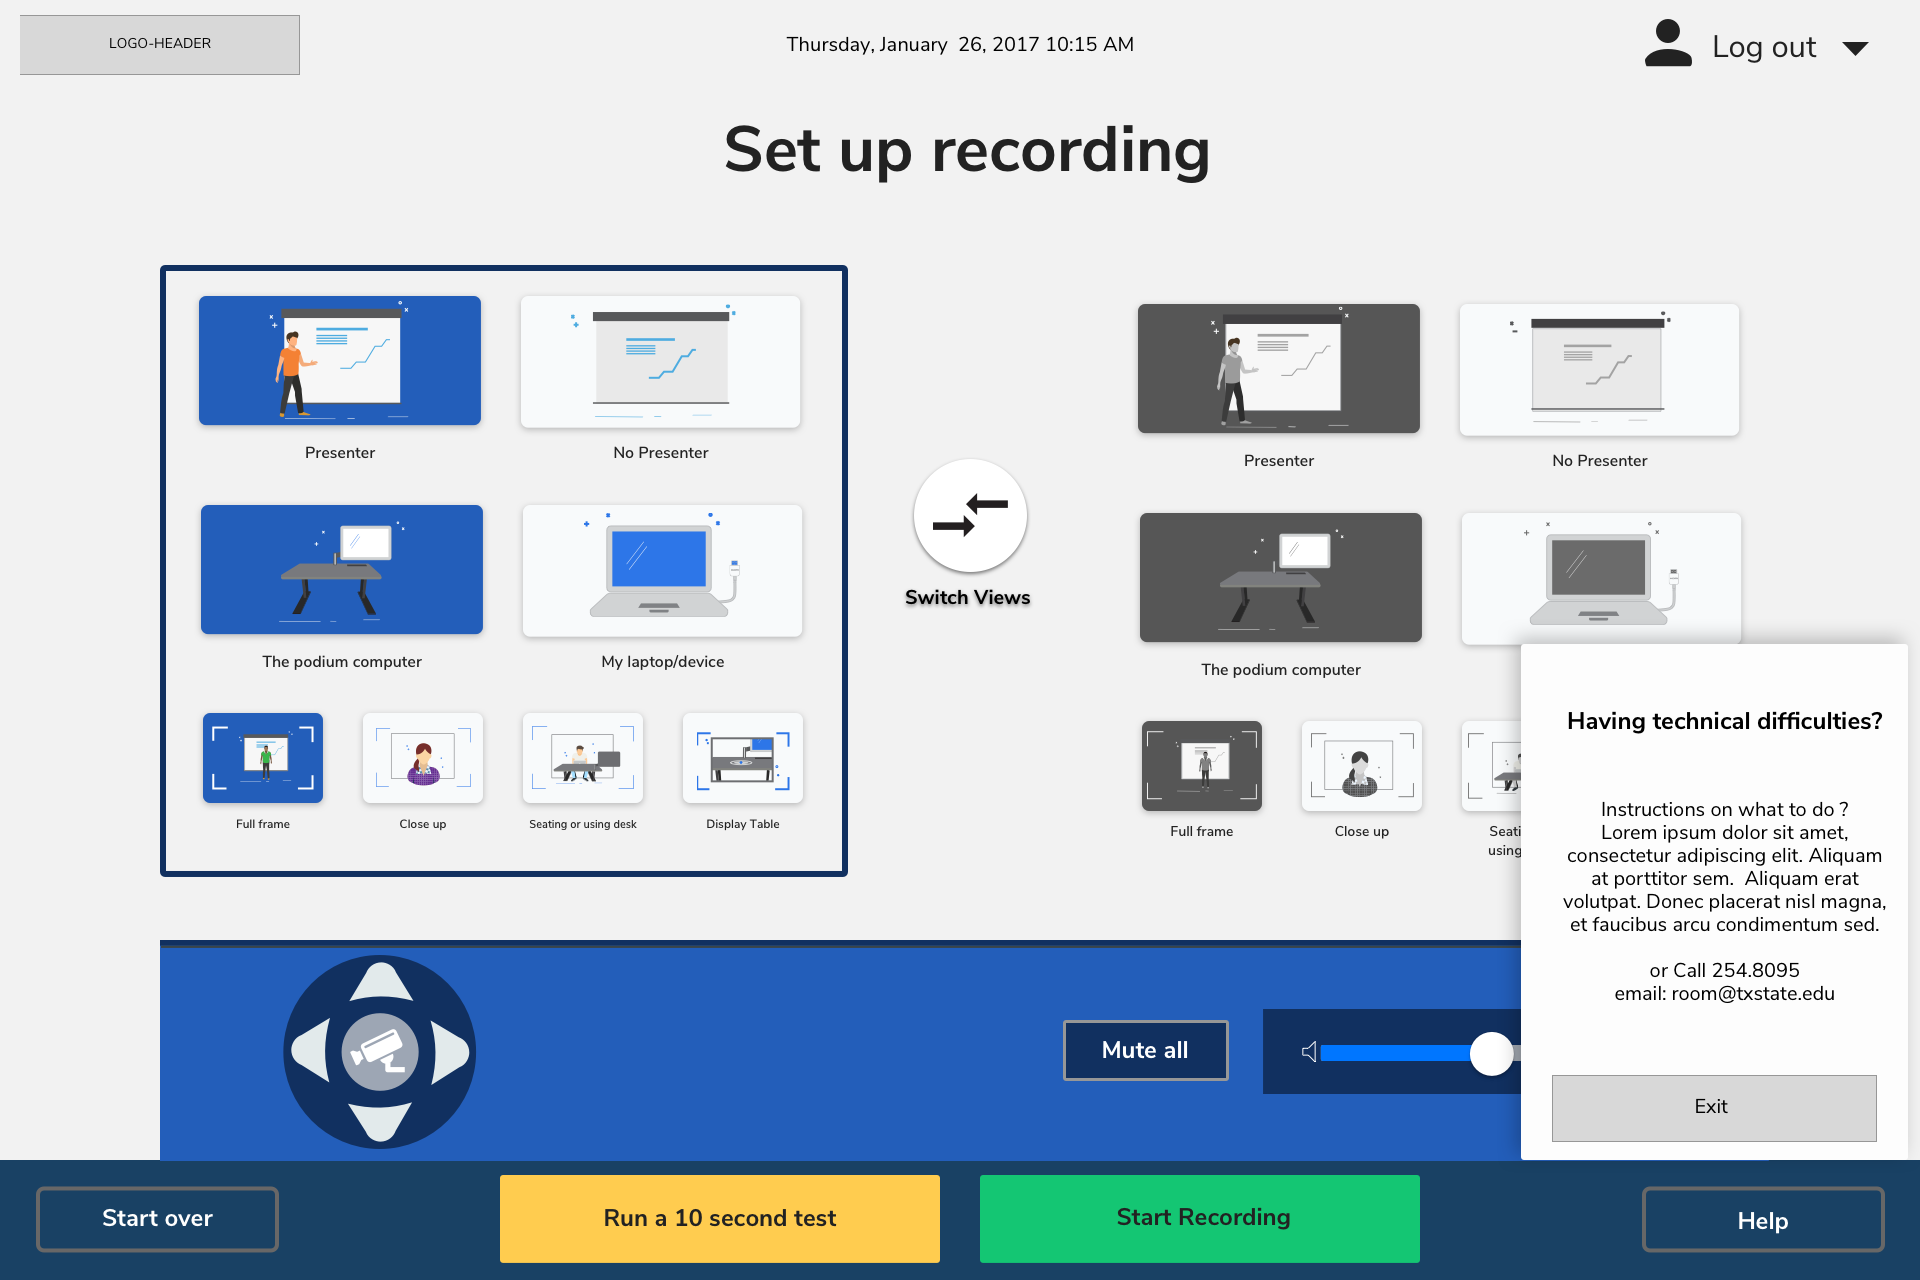 LOGO-HEADER
Thursday, January  26, 2017 10:15 AM
Log out
Set up recording
Presenter
No Presenter
The podium computer
My laptop/device
Full frame
Close up
Seating or using desk
Display Table
Switch Views
Presenter
No Presenter
The podium computer
Full frame
Close up
Seati
using
Having technical difficulties?
Instructions on what to do ?
Lorem ipsum dolor sit amet,
consectetur adipiscing elit. Aliquam
at porttitor sem.  Aliquam erat
volutpat. Donec placerat nisl magna,
et faucibus arcu condimentum sed.
or Call 254.8095
email: room@txstate.edu
Exit
Mute all
Start over
Run a 10 second test
Start Recording
Help